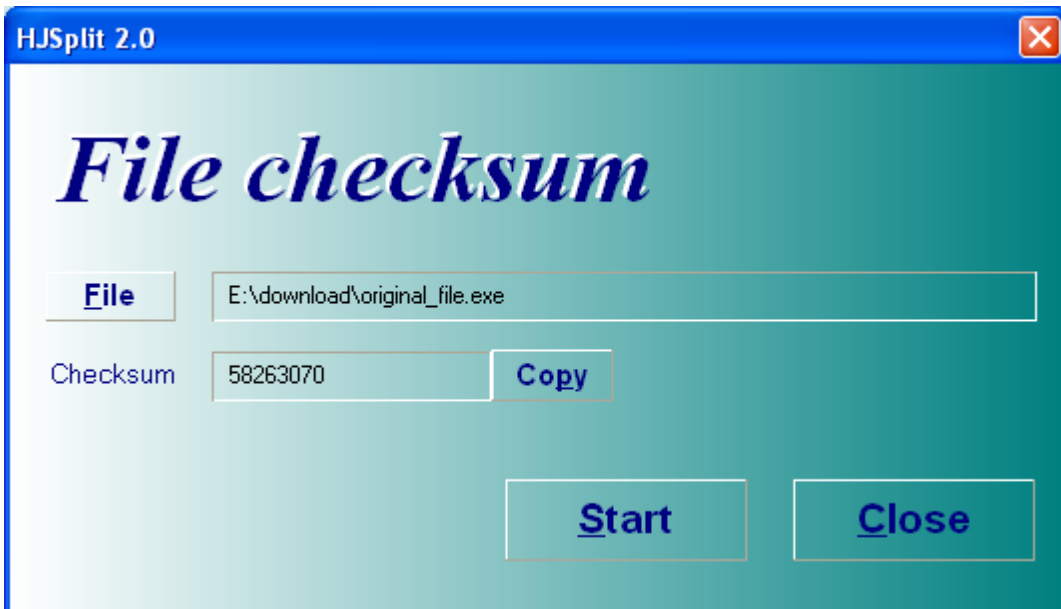 HJSplit 2.0
File checksum
File E:\download\original_file.exe
Checksum 58263070 Copy
Start Close